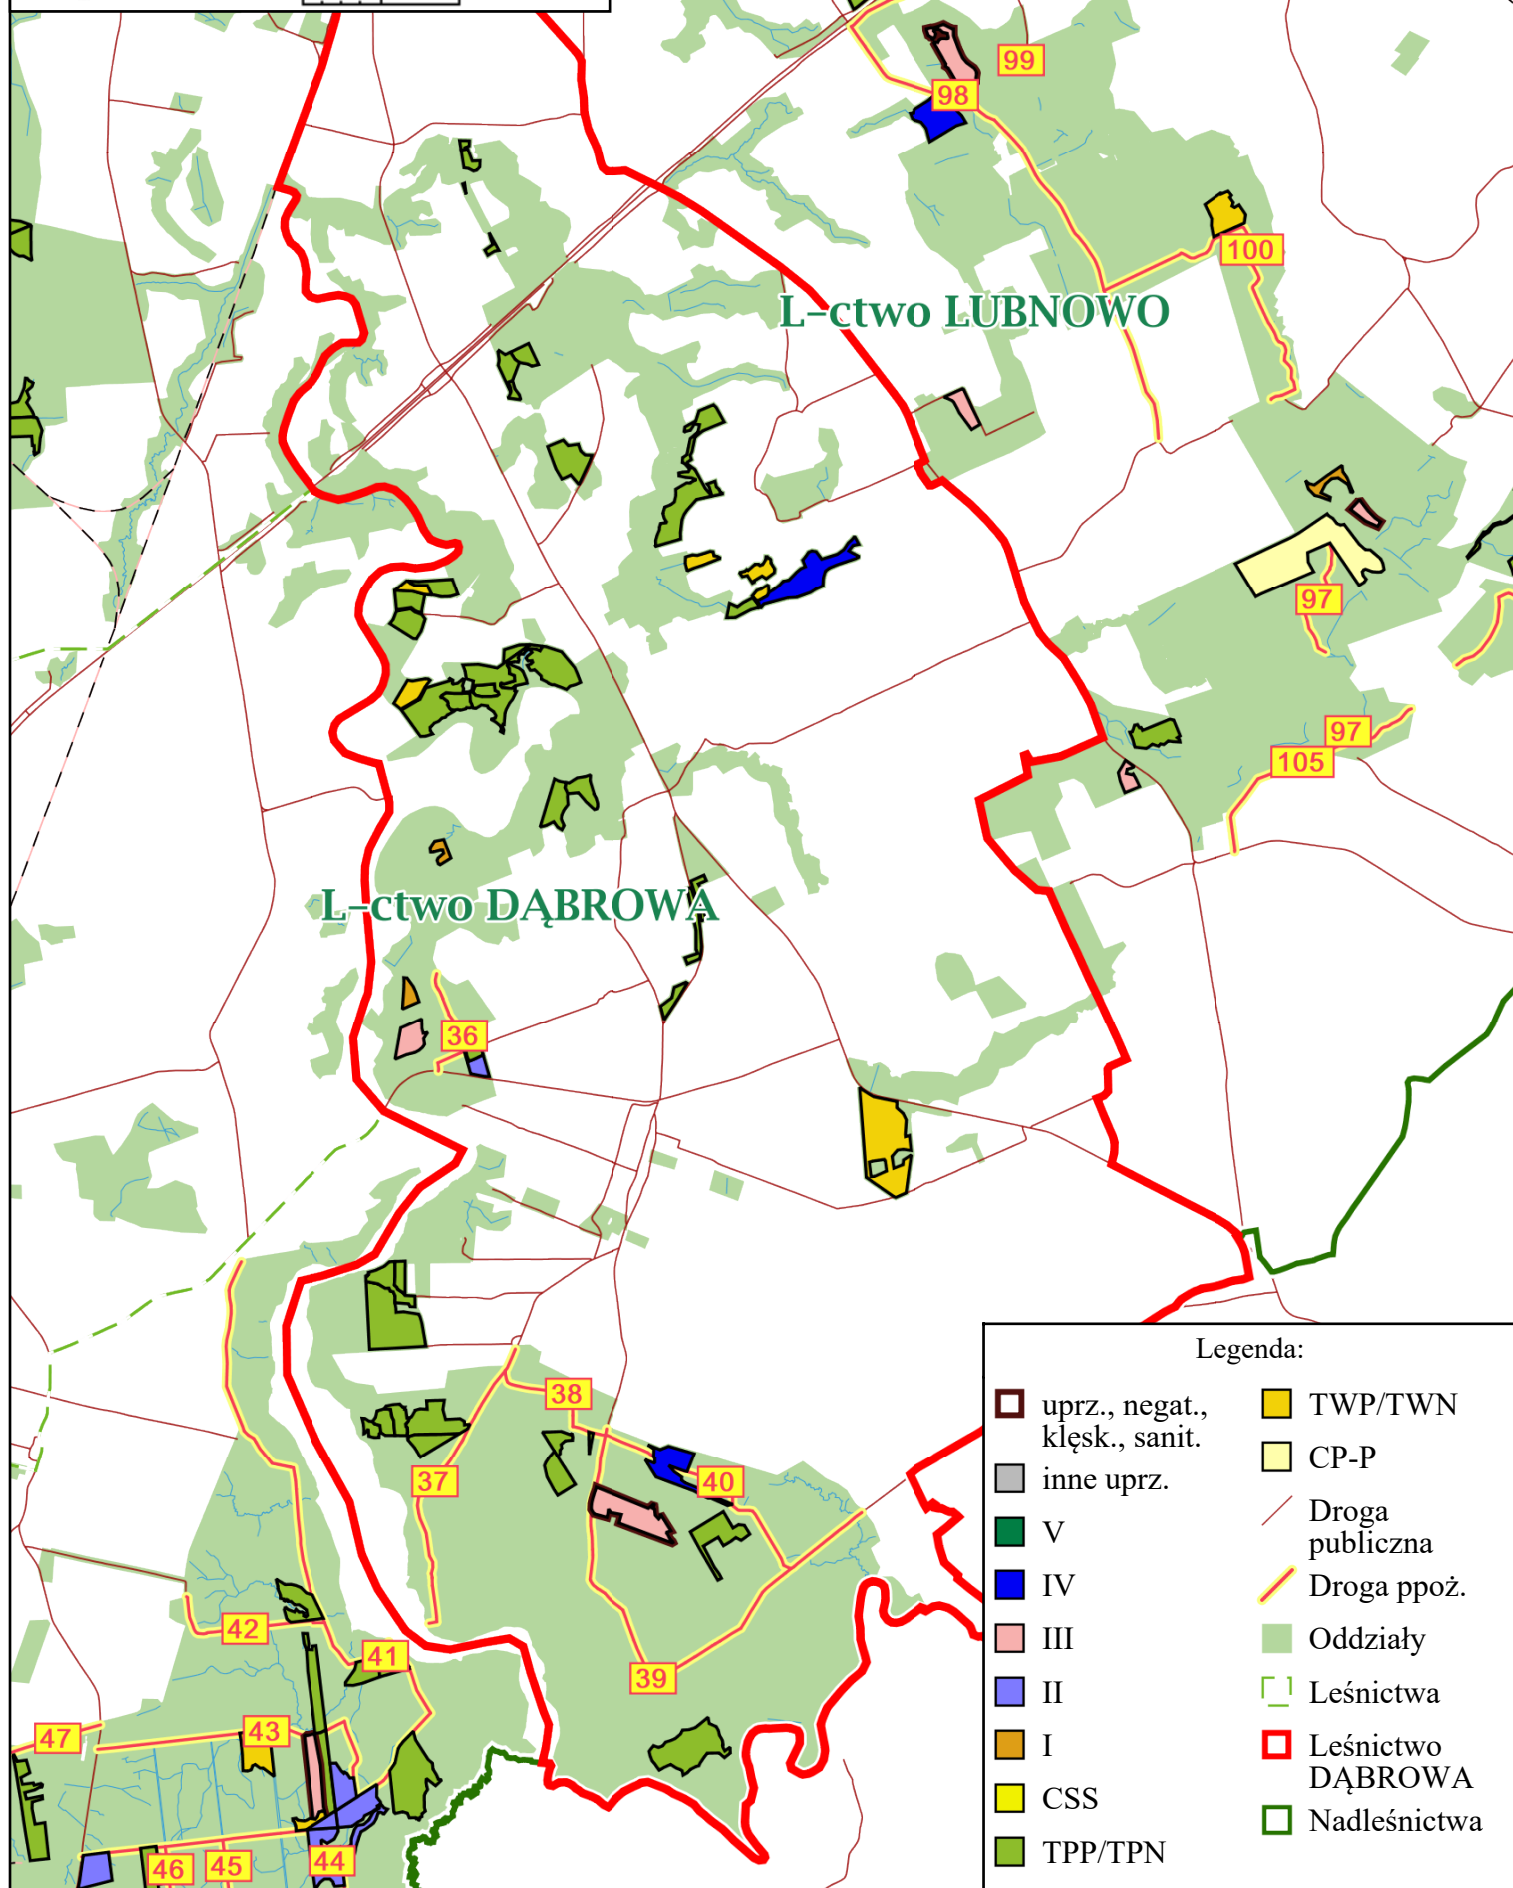 99
98
100
L-ctwo LUBNOWO
97
97
105
L-ctwo DĄBROWA
36
38
37
40
42
41
39
47
43
46
45
44
Legenda:
uprz., negat.,
klęsk., sanit.
inne uprz.
V
IV
III
II
I
CSS
TPP/TPN
TWP/TWN
CP-P
Droga
publiczna
Droga ppoż.
Oddziały
Leśnictwa
Leśnictwo
DĄBROWA
Nadleśnictwa